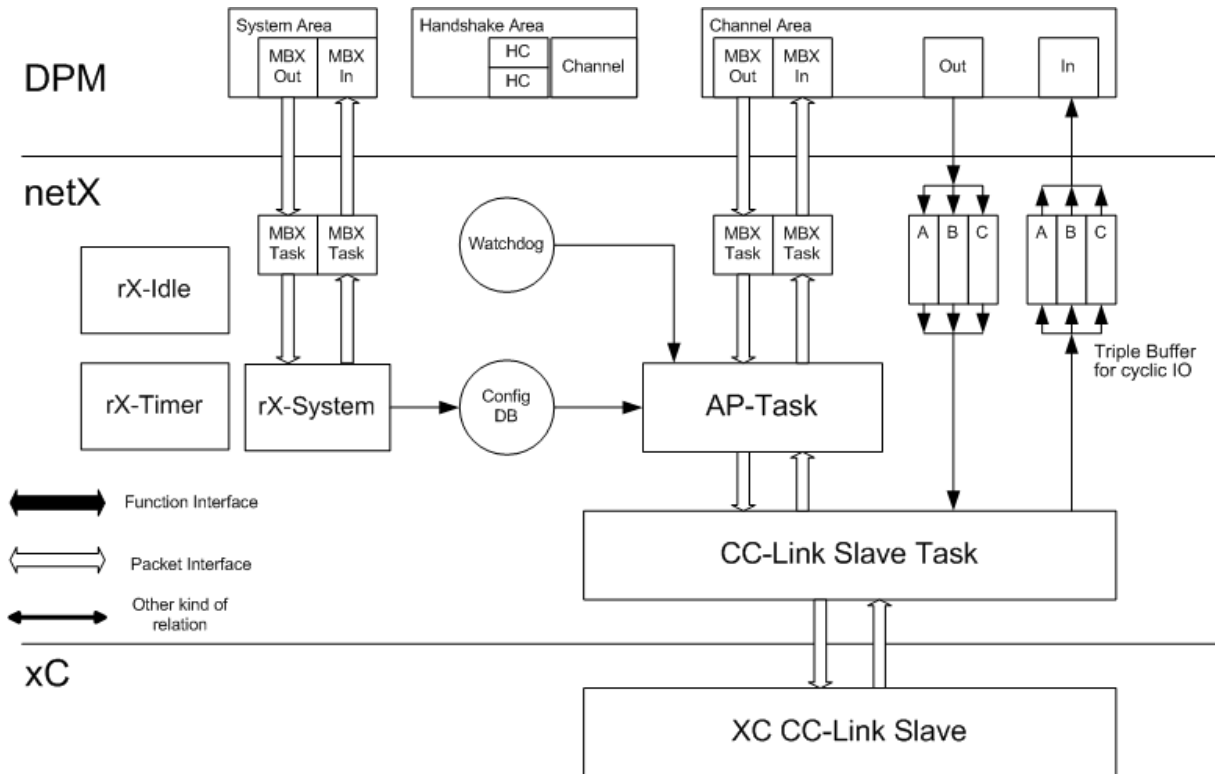 System Area
MBX
Out
MBX
In
Handshake Area
HC
HC
Channel
Channel Area
MBX
Out
MBX
In
Out
In
DPM
netX
MBX
Task
MBX
Task
Watchdog
MBX
Task
MBX
Task
A
B
C
A
B
C
rX-Idle
Triple Buffer
for cyclic IO
rX-Timer
rX-System
Config
DB
AP-Task
Function Interface
Packet Interface
Other kind of
relation
CC-Link Slave Task
xC
XC CC-Link Slave